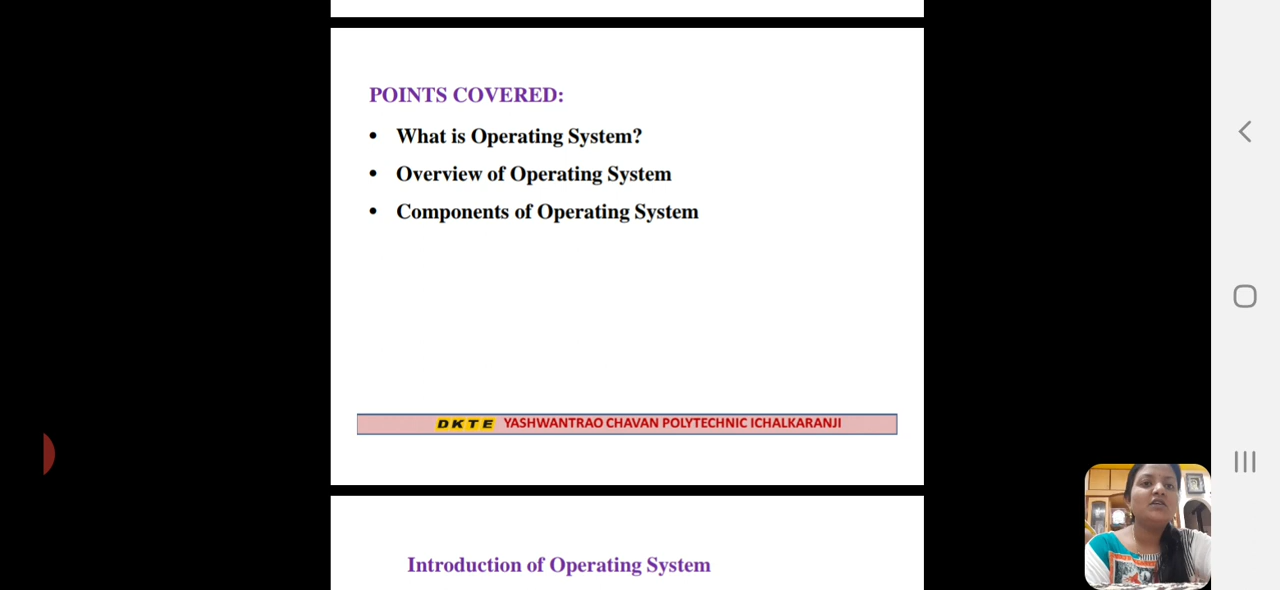 POINTS COVERED:
• What is Operating System?
• Overview of Operating System
• Components of Operating System
DKTE YASHWANTRAO CHAVAN POLYTECHNIC ICHALKARANJI
Introduction of Operating System